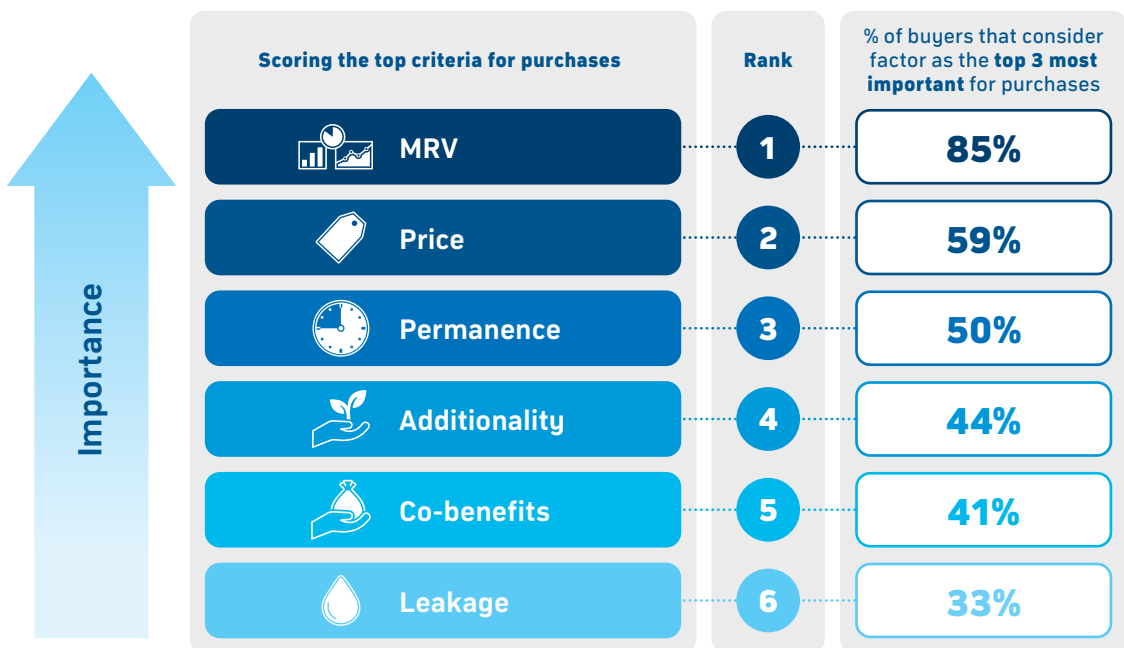 Scoring the top criteria for purchases
Rank
% of buyers that consider
factor as the top 3 most
important for purchases
Importance
MRV
1
85%
Price
2
59%
Permanence
3
50%
Additionality
4
44%
Co-benefits
5
41%
Leakage
6
33%